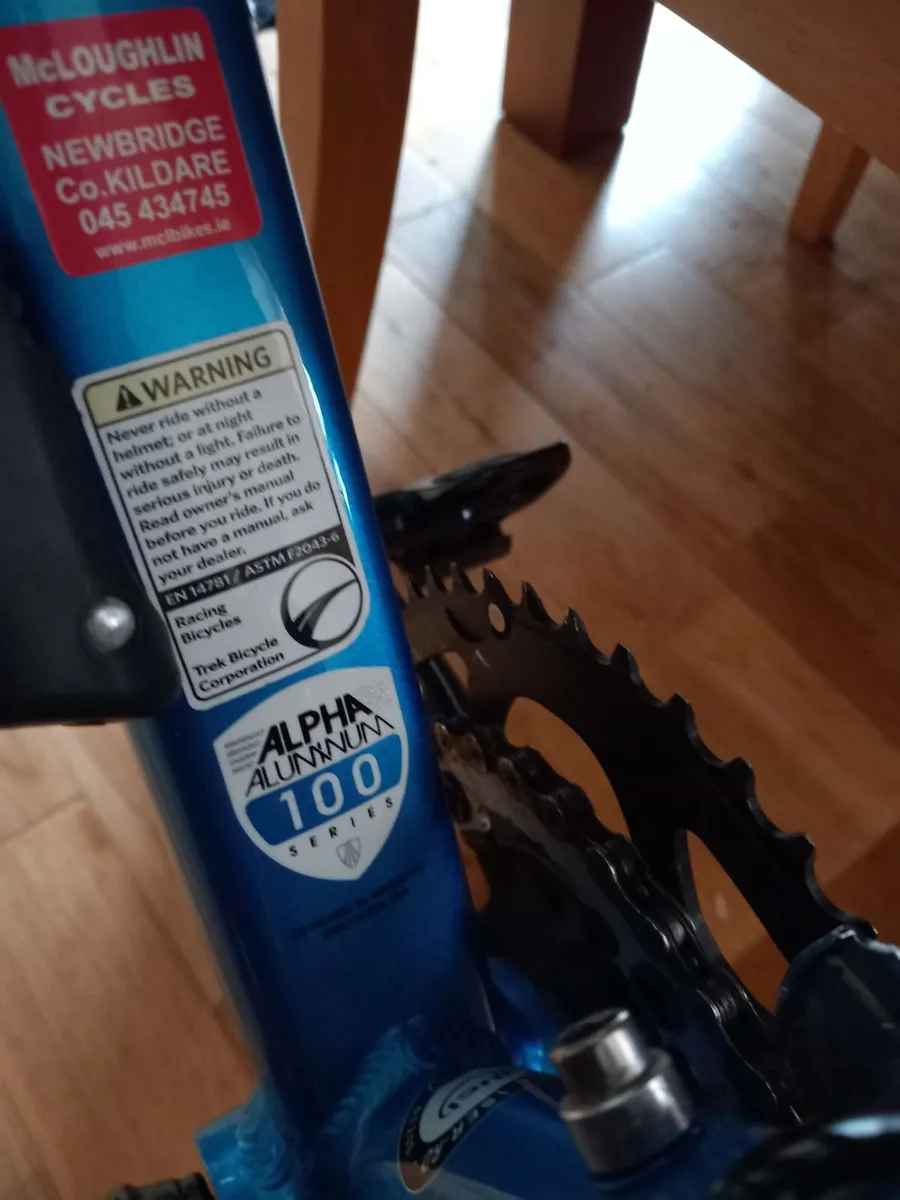 McLOUGHLIN
CYCLES
NEWBRIDGE
Co.KILDARE
045 434745
www.mclbikes.ie
WARNING
Never ride without a
helmet; or at night
without a light. Failure to
ride safely may result in
serious injury or death.
Read owner's manual
before you ride. If you do
not have a manual, ask
your dealer.
EN 14781 // ASTM F2043-6
Racing
Bicycles
Trek Bicycle
Corporation
ALPHA
ALUMINUM
100
SERIES